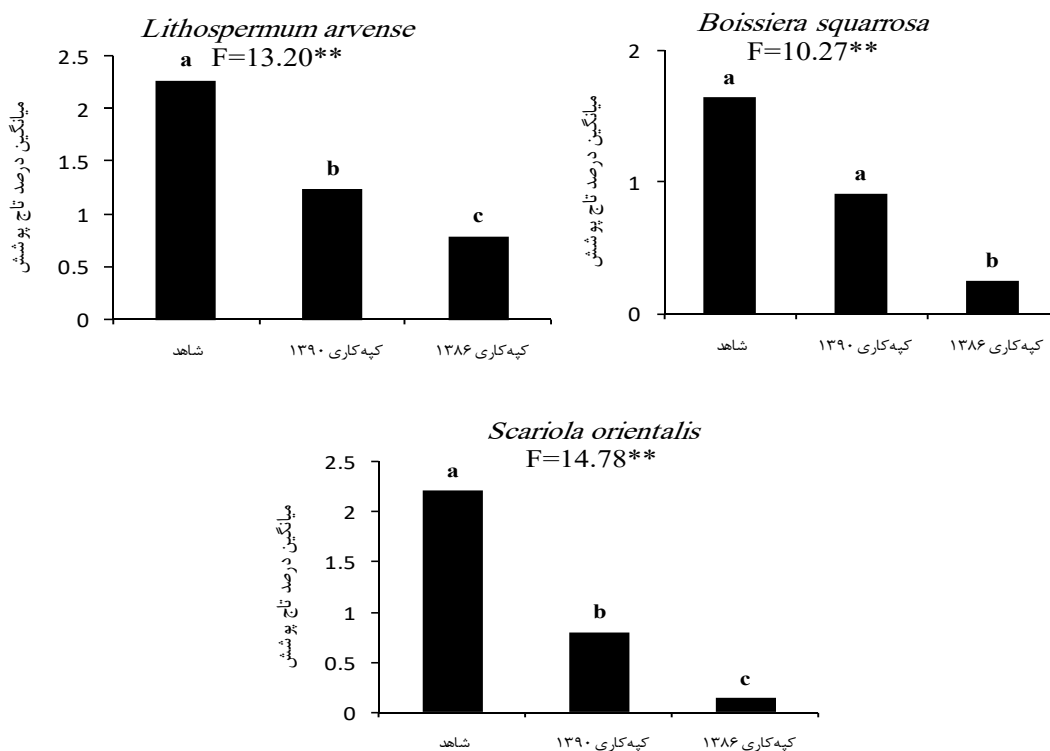 Lithospermum arvense
F=13.20**
میانگین درصد تاج پوشش
2.5
2
1.5
1
0.5
0
a
b
c
شاهد
کپه‌کاری ۱۳۹۰
کپه‌کاری ۱۳۸۶
Boissiera squarrosa
F=10.27**
میانگین درصد تاج پوشش
2
1
0
a
a
b
شاهد
کپه‌کاری ۱۳۹۰
کپه‌کاری ۱۳۸۶
Scariola orientalis
F=14.78**
میانگین درصد تاج پوشش
2.5
2
1.5
1
0.5
0
a
b
c
شاهد
کپه‌کاری ۱۳۹۰
کپه‌کاری ۱۳۸۶